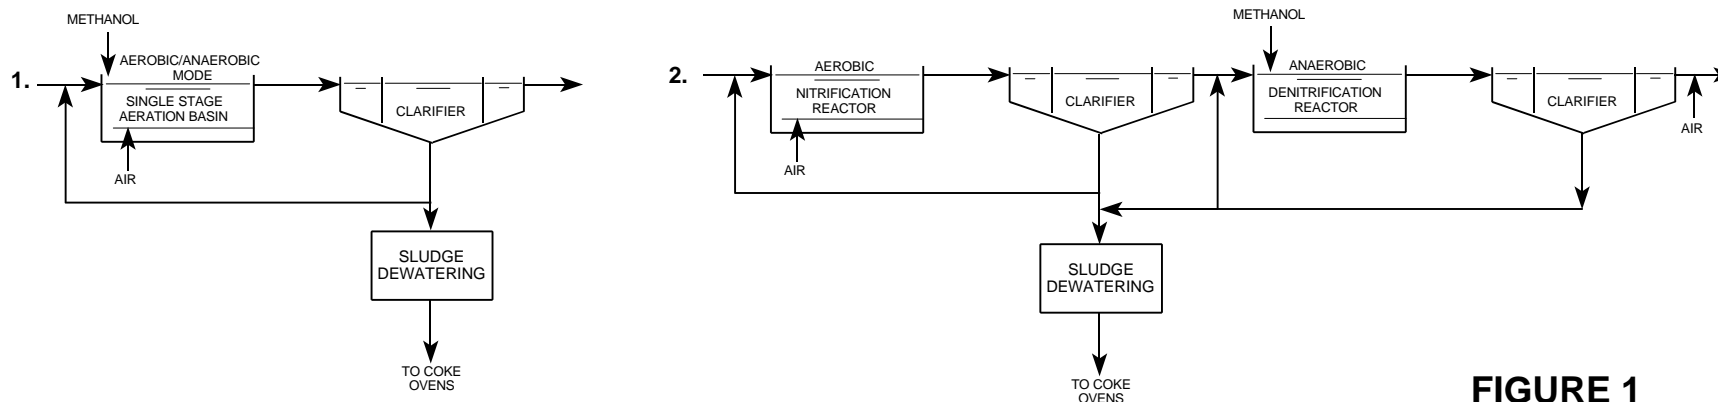 METHANOL
1.
AEROBIC/ANAEROBIC
MODE
SINGLE STAGE
AERATION BASIN
AIR
CLARIFIER
SLUDGE
DEWATERING
TO COKE
OVENS
2.
AEROBIC
NITRIFICATION
REACTOR
AIR
CLARIFIER
METHANOL
ANAEROBIC
DENITRIFICATION
REACTOR
CLARIFIER
AIR
SLUDGE
DEWATERING
TO COKE
OVENS
FIGURE 1